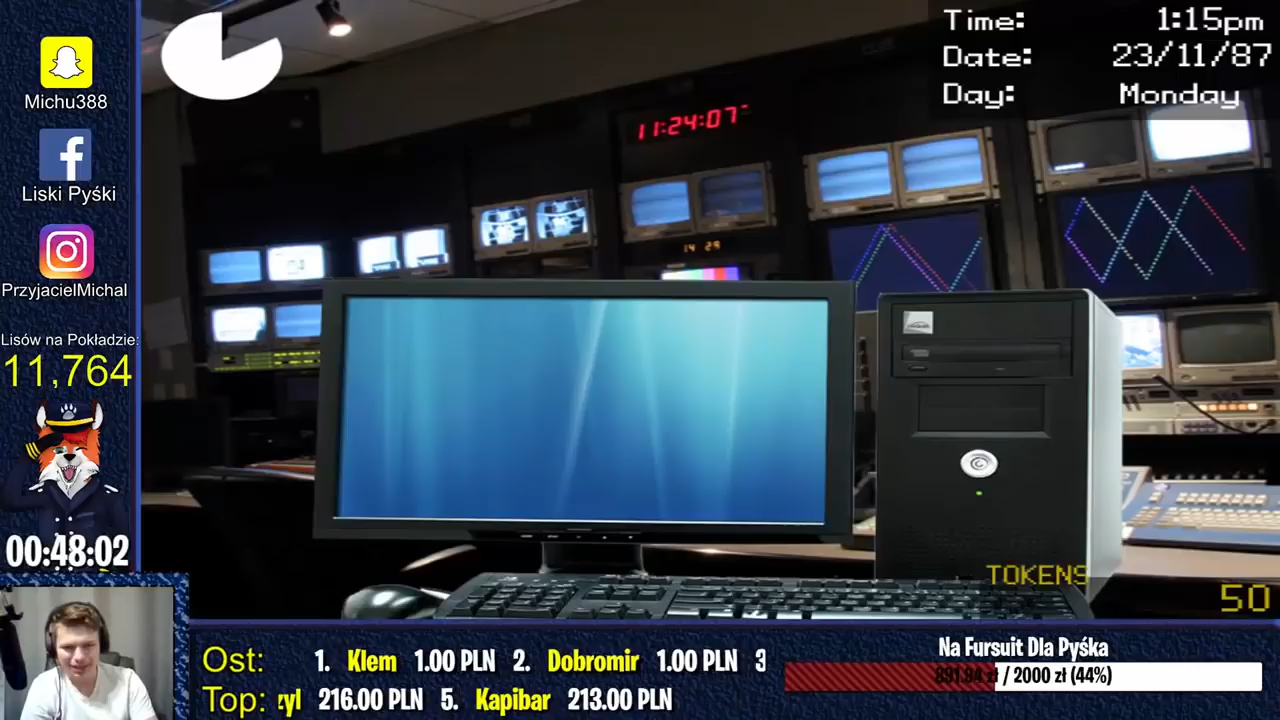 Michu388
Liski Pyśki
PrzyjacielMichal
Lisów na Pokładzie:
11,764
00:48:02
Time: 1:15pm
Date: 23/11/87
Day: Monday
11:24:07
14 29
TOKENS
50
Ost: 1. Klem 1.00 PLN 2. Dobromir 1.00 PLN 3
Top: zyl 216.00 PLN 5. Kapibar 213.00 PLN
Na Fursuit Dla Pyśka
891.94 zł / 2000 zł (44%)